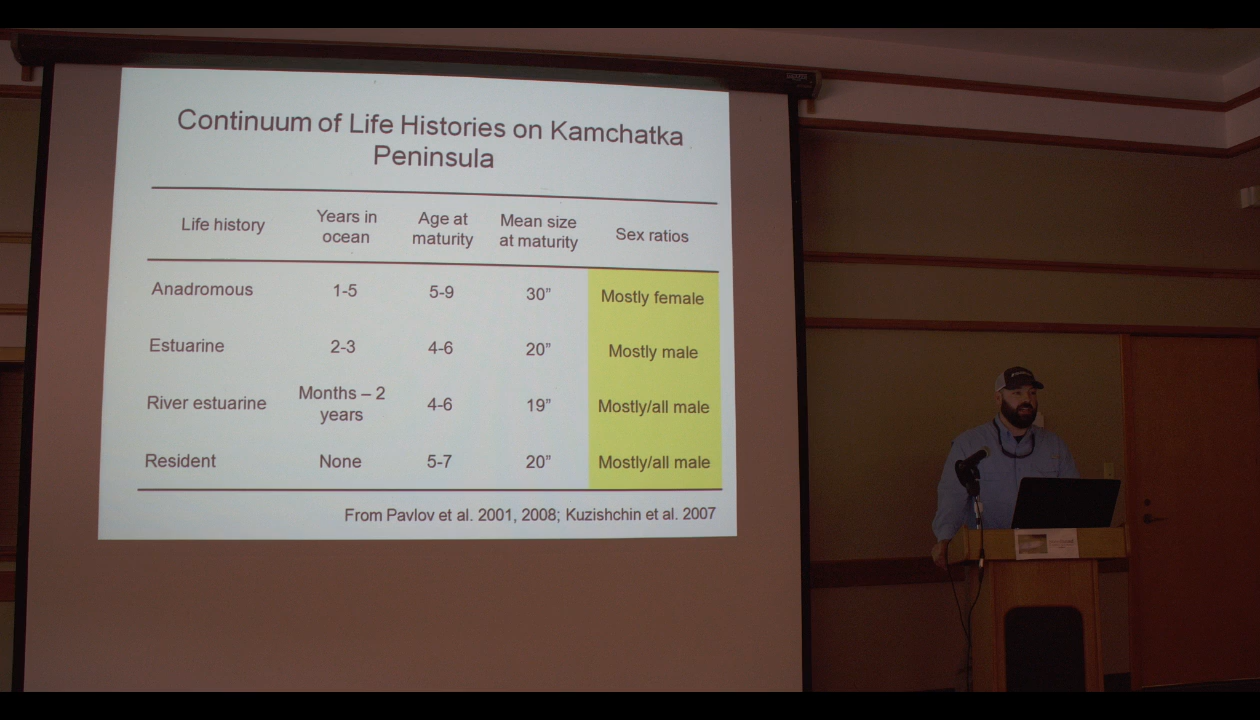 Continuum of Life Histories on Kamchatka
Peninsula
Life history
Years in
ocean
Age at
maturity
Mean size
at maturity
Sex ratios
Anadromous 1-5 5-9 30” Mostly female
Estuarine 2-3 4-6 20” Mostly male
River estuarine Months – 2
years 4-6 19” Mostly/all male
Resident None 5-7 20” Mostly/all male
From Pavlov et al. 2001, 2008; Kuzishchin et al. 2007